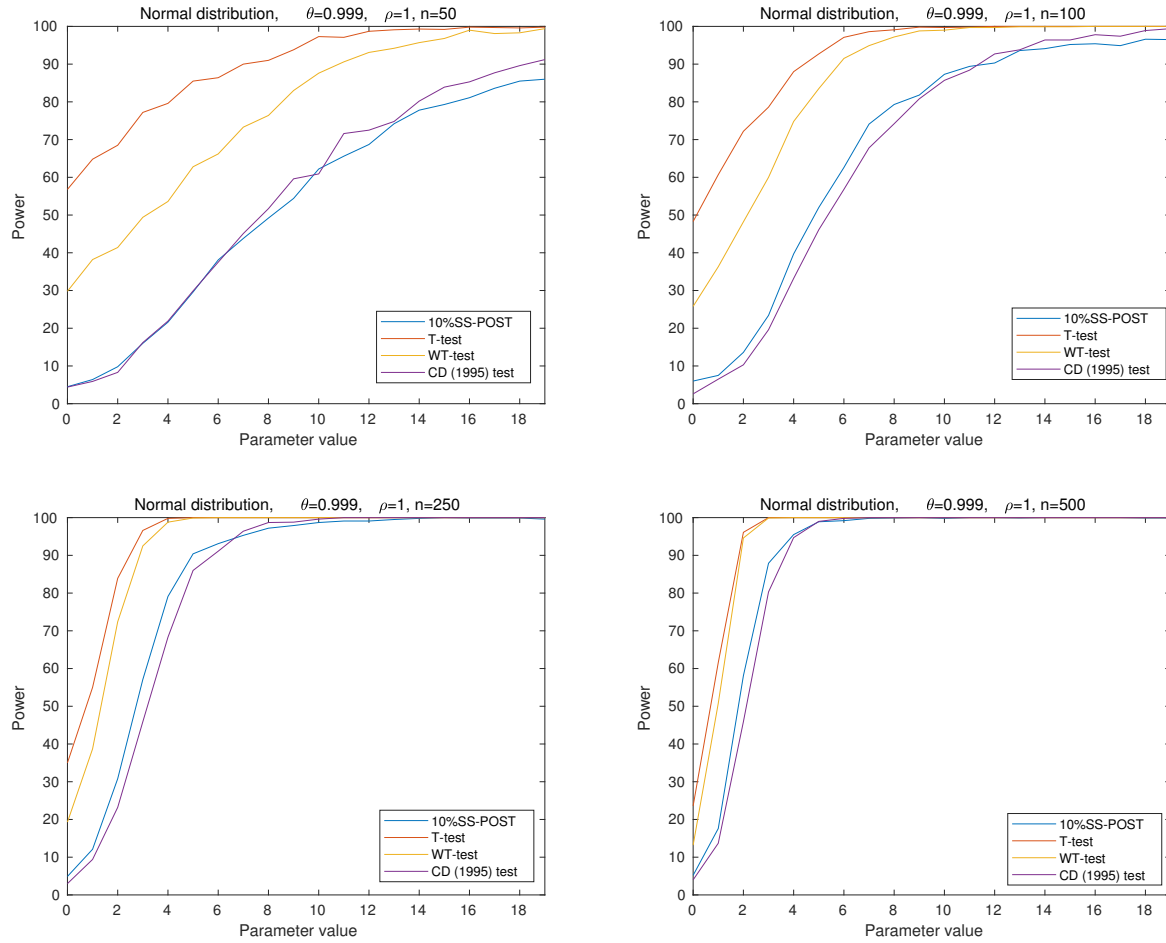 Normal distribution, θ=0.999, ρ=1, n=50
100
90
80
70
60
50
40
30
20
10
0
Power
0 2 4 6 8 10 12 14 16 18
Parameter value
10%SS-POST
T-test
WT-test
CD (1995) test
Normal distribution, θ=0.999, ρ=1, n=100
100
90
80
70
60
50
40
30
20
10
0
Power
0 2 4 6 8 10 12 14 16 18
Parameter value
10%SS-POST
T-test
WT-test
CD (1995) test
Normal distribution, θ=0.999, ρ=1, n=250
100
90
80
70
60
50
40
30
20
10
0
Power
0 2 4 6 8 10 12 14 16 18
Parameter value
10%SS-POST
T-test
WT-test
CD (1995) test
Normal distribution, θ=0.999, ρ=1, n=500
100
90
80
70
60
50
40
30
20
10
0
Power
0 2 4 6 8 10 12 14 16 18
Parameter value
10%SS-POST
T-test
WT-test
CD (1995) test